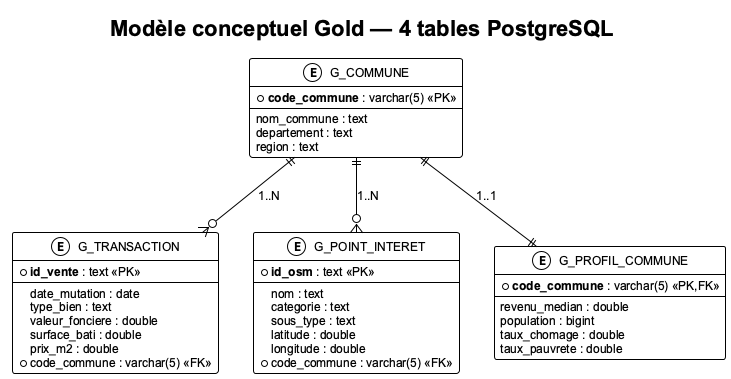 Modèle conceptuel Gold — 4 tables PostgreSQL
E G_COMMUNE
code_commune : varchar(5) «PK»
nom_commune : text
departement : text
region : text
1..N
1..N
1..1
E G_TRANSACTION
id_vente : text «PK»
date_mutation : date
type_bien : text
valeur_fonciere : double
surface_bati : double
prix_m2 : double
code_commune : varchar(5) «FK»
E G_POINT_INTERET
id_osm : text «PK»
nom : text
categorie : text
sous_type : text
latitude : double
longitude : double
code_commune : varchar(5) «FK»
E G_PROFIL_COMMUNE
code_commune : varchar(5) «PK,FK»
revenu_median : double
population : bigint
taux_chomage : double
taux_pauvrete : double